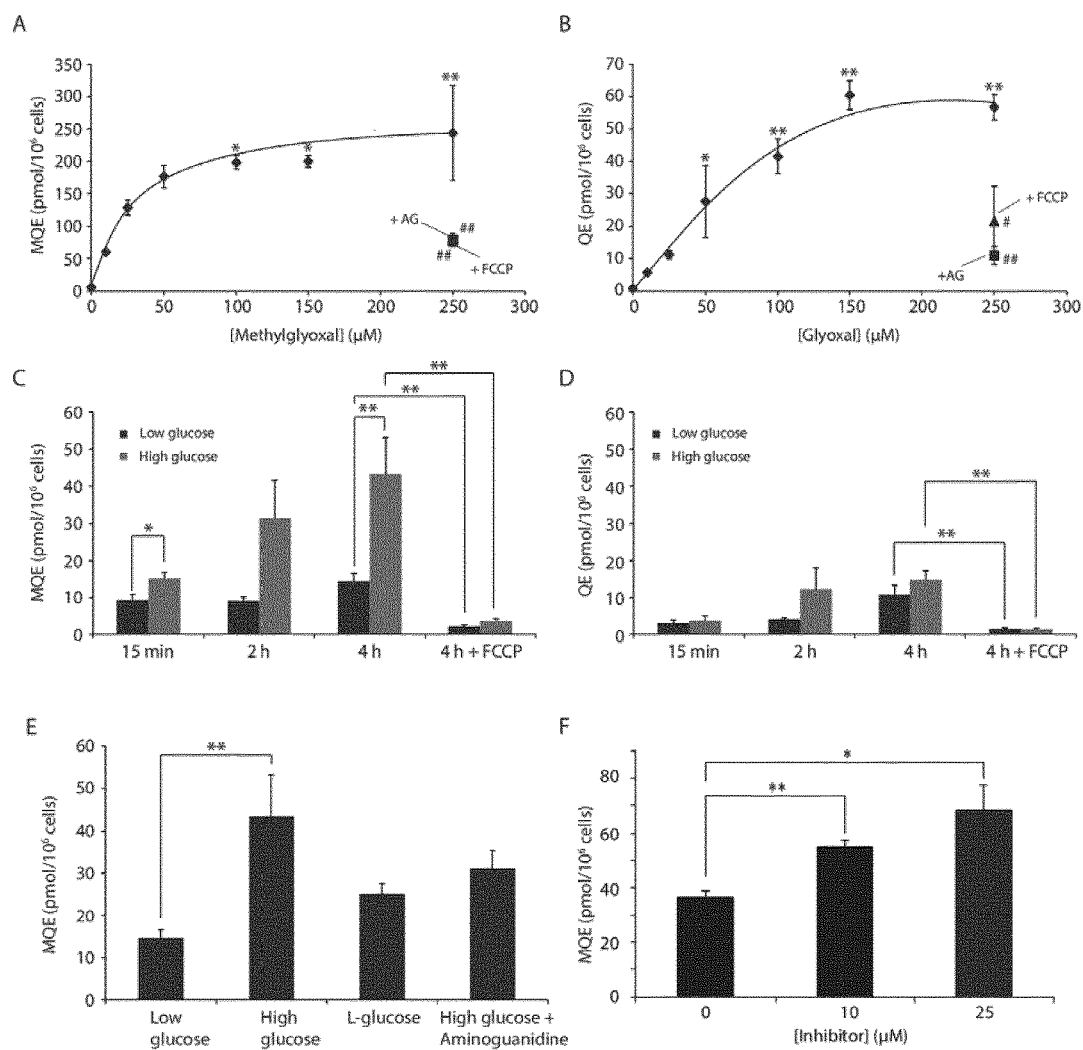 A
MQE (pmol/10⁶ cells)
350
300
250
200
150
100
50
0
**
*
*
+ AG
##
##
+ FCCP
0
50
100
150
200
250
300
[Methylglyoxal] (µM)
B
QE (pmol/10⁶ cells)
70
60
50
40
30
20
10
0
**
**
**
*
+ FCCP
#
+AG
##
0
50
100
150
200
250
300
[Glyoxal] (µM)
C
MQE (pmol/10⁶ cells)
60
50
40
30
20
10
0
Low glucose
High glucose
**
**
**
*
15 min
2 h
4 h
4 h + FCCP
D
QE (pmol/10⁶ cells)
60
50
40
30
20
10
0
Low glucose
High glucose
**
**
15 min
2 h
4 h
4 h + FCCP
E
MQE (pmol/10⁶ cells)
60
50
40
30
20
10
0
**
Low glucose
High glucose
L-glucose
High glucose + Aminoguanidine
F
MQE (pmol/10⁶ cells)
80
60
40
20
0
*
**
0
10
25
[Inhibitor] (µM)